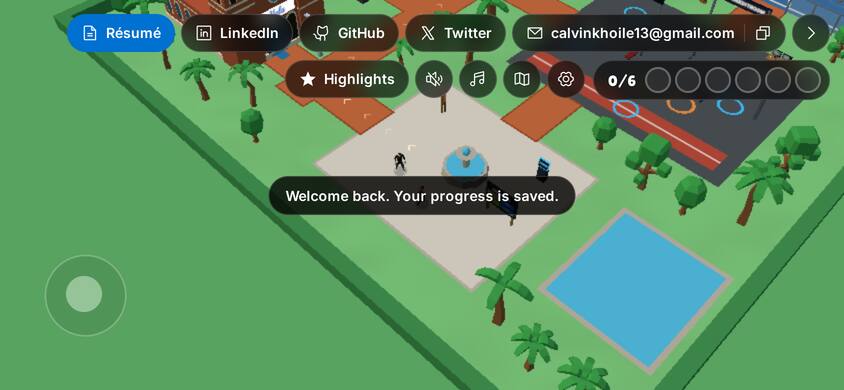 Résumé
LinkedIn
GitHub
Twitter
calvinkhoile13@gmail.com
Highlights
0/6
Welcome back. Your progress is saved.